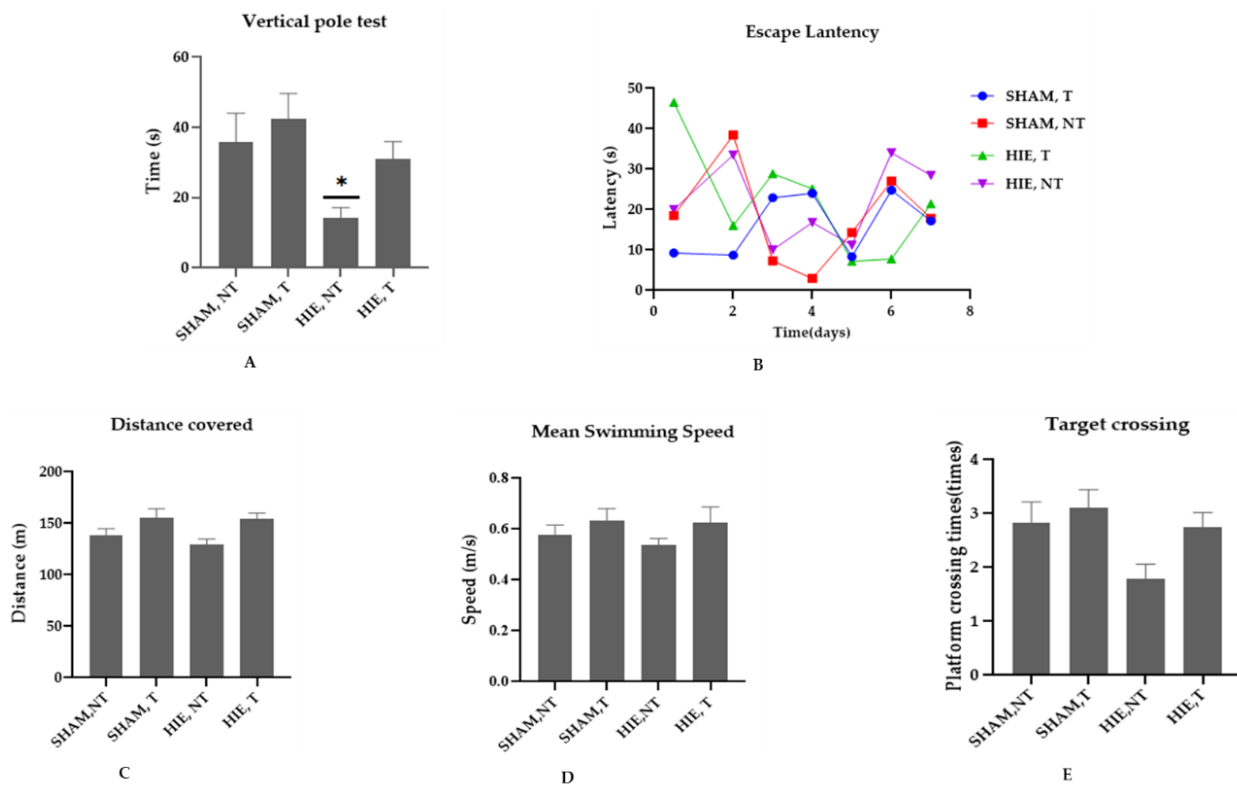 Vertical pole test
60
40
20
0
Time (s)
*
SHAM, NT
SHAM, T
HIE, NT
HIE, T
A
Escape Lantency
50
40
30
20
10
0
Latency (s)
0 2 4 6 8
Time(days)
SHAM, T
SHAM, NT
HIE, T
HIE, NT
B
Distance covered
200
150
100
50
0
Distance (m)
SHAM,NT
SHAM, T
HIE, NT
HIE, T
C
Mean Swimming Speed
0.8
0.6
0.4
0.2
0.0
Speed (m/s)
SHAM,NT
SHAM,T
HIE,NT
HIE, T
D
Target crossing
4
3
2
1
0
Platform crossing times(times)
SHAM,NT
SHAM,T
HIE,NT
HIE,T
E